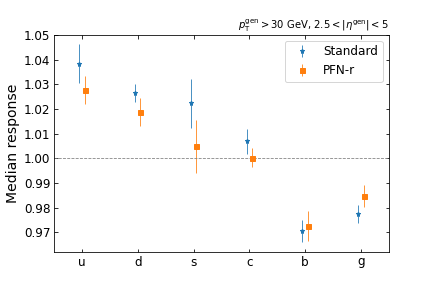 p_T^gen > 30 GeV, 2.5 < |η^gen| < 5
Standard
PFN-r
Median response
1.05
1.04
1.03
1.02
1.01
1.00
0.99
0.98
0.97
u d s c b g